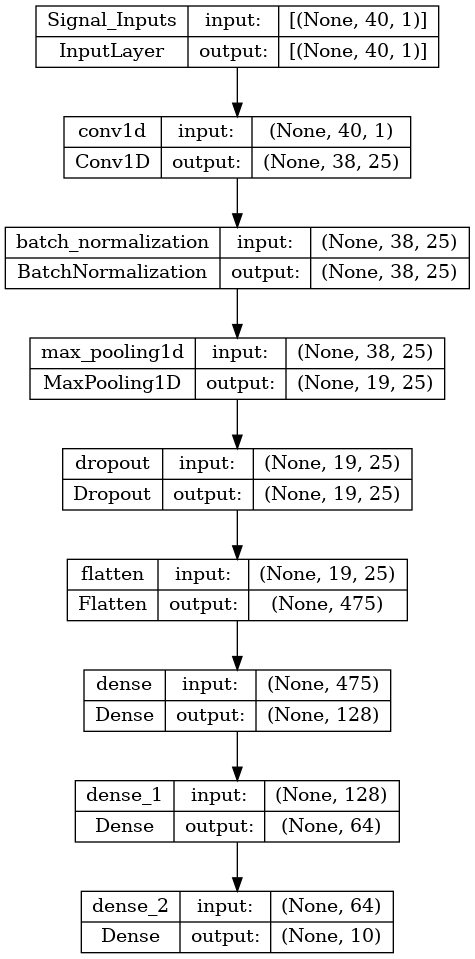 Signal_Inputs input: [(None, 40, 1)]
InputLayer output: [(None, 40, 1)]
conv1d input: (None, 40, 1)
Conv1D output: (None, 38, 25)
batch_normalization input: (None, 38, 25)
BatchNormalization output: (None, 38, 25)
max_pooling1d input: (None, 38, 25)
MaxPooling1D output: (None, 19, 25)
dropout input: (None, 19, 25)
Dropout output: (None, 19, 25)
flatten input: (None, 19, 25)
Flatten output: (None, 475)
dense input: (None, 475)
Dense output: (None, 128)
dense_1 input: (None, 128)
Dense output: (None, 64)
dense_2 input: (None, 64)
Dense output: (None, 10)